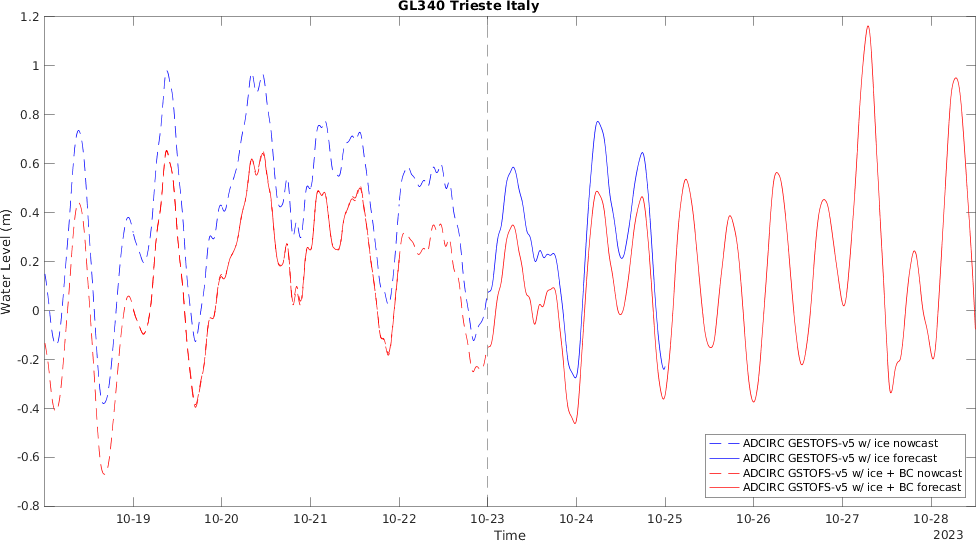 GL340 Trieste Italy
1.2
1
0.8
0.6
0.4
0.2
0
-0.2
-0.4
-0.6
-0.8
Water Level (m)
ADCIRC GESTOFS-v5 w/ ice nowcast
ADCIRC GESTOFS-v5 w/ ice forecast
ADCIRC GSTOFS-v5 w/ ice + BC nowcast
ADCIRC GSTOFS-v5 w/ ice + BC forecast
10-19 10-20 10-21 10-22 10-23 10-24 10-25 10-26 10-27 10-28
Time
2023